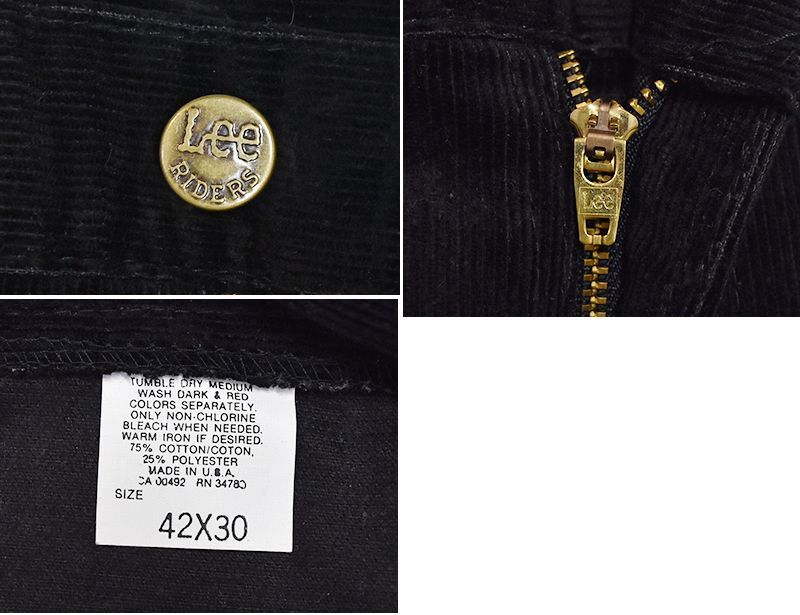 Lee
RIDERS
Lee
TUMBLE DRY MEDIUM
WASH DARK & RED
COLORS SEPARATELY.
ONLY NON-CHLORINE
BLEACH WHEN NEEDED.
WARM IRON IF DESIRED.
75% COTTON/COTON,
25% POLYESTER
MADE IN U.S.A.
CA 00492 RN 34780
SIZE
42X30